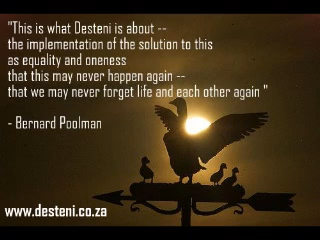 "This is what Desteni is about --
the implementation of the solution to this
as equality and oneness
that this may never happen again --
that we may never forget life and each other again "
- Bernard Poolman
www.desteni.co.za